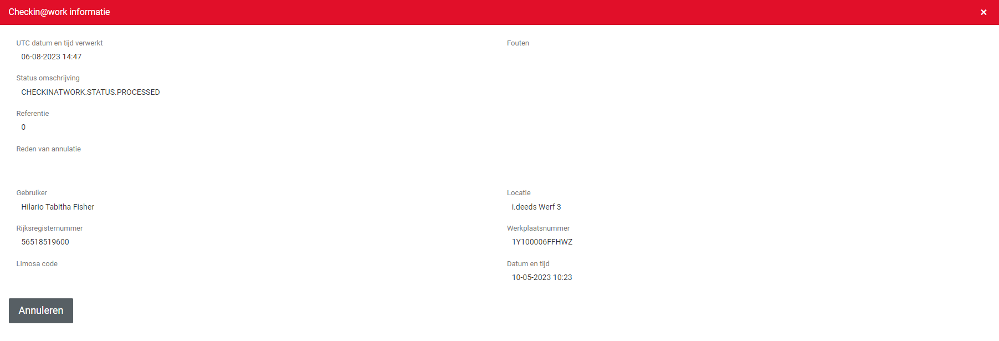 Checkin@work informatie ×
UTC datum en tijd verwerkt
06-08-2023 14:47
Fouten
Status omschrijving
CHECKINATWORK.STATUS.PROCESSED
Referentie
0
Reden van annulatie
Gebruiker
Hilario Tabitha Fisher
Rijksregisternummer
56518519600
Limosa code
Locatie
i.deeds Werf 3
Werkplaatsnummer
1Y100006FFHWZ
Datum en tijd
10-05-2023 10:23
Annuleren